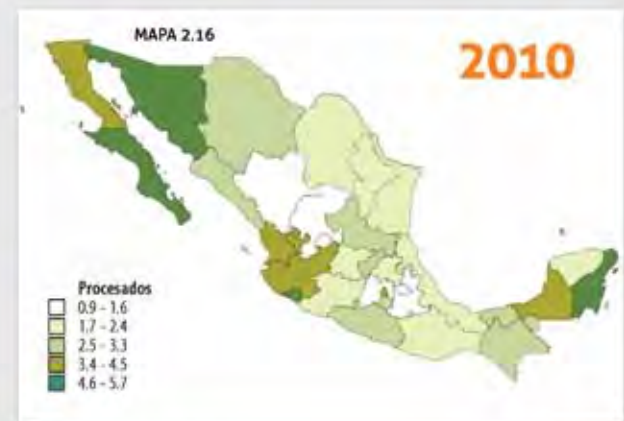 MAPA 2.16
2010
Procesados
0.9 - 1.6
1.7 - 2.4
2.5 - 3.3
3.4 - 4.5
4.6 - 5.7